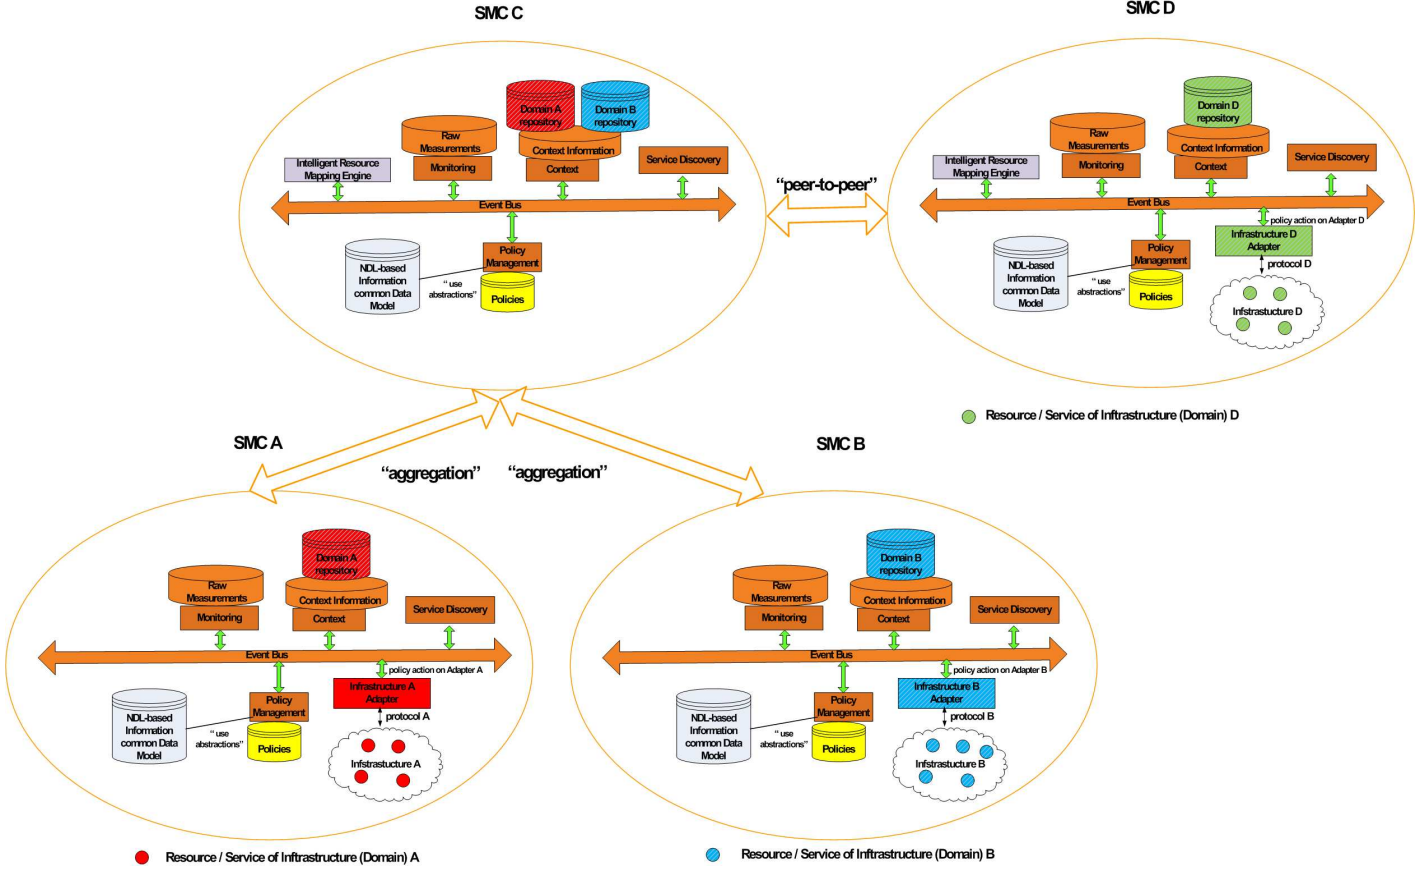 SMC C
Domain A
repository
Domain B
repository
Raw
Measurements
Context Information
Intelligent Resource
Mapping Engine
Monitoring
Context
Service Discovery
Event Bus
Policy
Management
NDL-based
Information
common Data
Model
“ use
abstractions”
Policies
“peer-to-peer”
SMC D
Domain D
repository
Raw
Measurements
Context Information
Intelligent Resource
Mapping Engine
Monitoring
Context
Service Discovery
Event Bus
policy action on Adapter D
Policy
Management
Infrastructure D
Adapter
protocol D
NDL-based
Information
common Data
Model
“ use
abstractions”
Policies
Infstrastucture D
Resource / Service of Inftrastructure (Domain) D
“aggregation”
“aggregation”
SMC A
Domain A
repository
Raw
Measurements
Context Information
Monitoring
Context
Service Discovery
Event Bus
policy action on Adapter A
Policy
Management
Infrastructure A
Adapter
protocol A
NDL-based
Information
common Data
Model
“ use
abstractions”
Policies
Infstrastucture A
Resource / Service of Inftrastructure (Domain) A
SMC B
Domain B
repository
Raw
Measurements
Context Information
Monitoring
Context
Service Discovery
Event Bus
policy action on Adapter B
Policy
Management
Infrastructure B
Adapter
protocol B
NDL-based
Information
common Data
Model
“ use
abstractions”
Policies
Infstrastucture B
Resource / Service of Inftrastructure (Domain) B